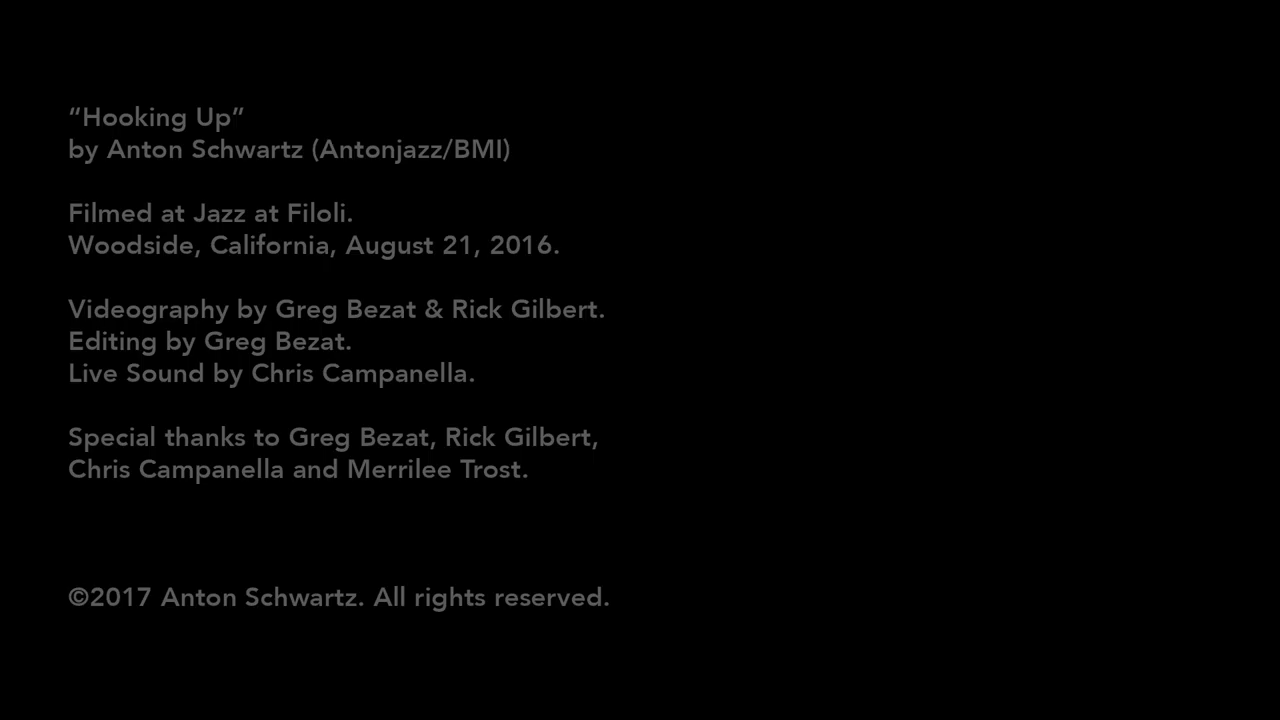 “Hooking Up”
by Anton Schwartz (Antonjazz/BMI)
Filmed at Jazz at Filoli.
Woodside, California, August 21, 2016.
Videography by Greg Bezat & Rick Gilbert.
Editing by Greg Bezat.
Live Sound by Chris Campanella.
Special thanks to Greg Bezat, Rick Gilbert,
Chris Campanella and Merrilee Trost.
©2017 Anton Schwartz. All rights reserved.